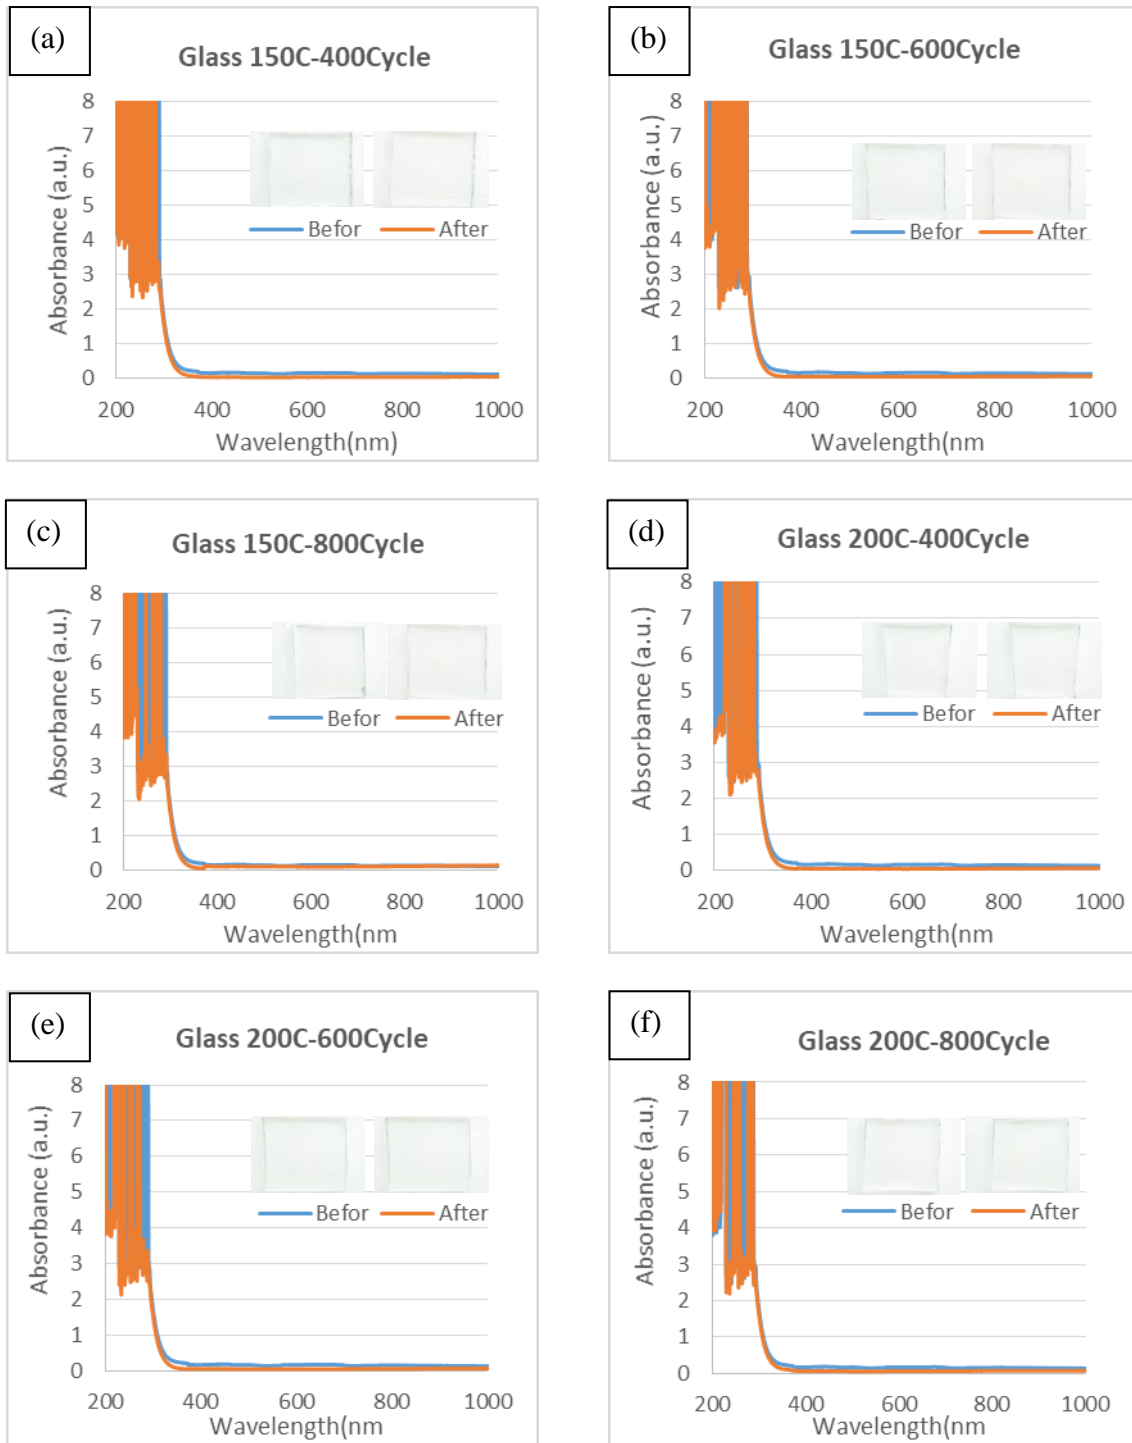 (a)
Glass 150C-400Cycle
8
7
6
5
4
3
2
1
0
Absorbance (a.u.)
Befor After
200 400 600 800 1000
Wavelength(nm)
(b)
Glass 150C-600Cycle
8
7
6
5
4
3
2
1
0
Absorbance (a.u.)
Befor After
200 400 600 800 1000
Wavelength(nm
(c)
Glass 150C-800Cycle
8
7
6
5
4
3
2
1
0
Absorbance (a.u.)
Befor After
200 400 600 800 1000
Wavelength(nm
(d)
Glass 200C-400Cycle
8
7
6
5
4
3
2
1
0
Absorbance (a.u.)
Befor After
200 400 600 800 1000
Wavelength(nm
(e)
Glass 200C-600Cycle
8
7
6
5
4
3
2
1
0
Absorbance (a.u.)
Befor After
200 400 600 800 1000
Wavelength(nm
(f)
Glass 200C-800Cycle
8
7
6
5
4
3
2
1
0
Absorbance (a.u.)
Befor After
200 400 600 800 1000
Wavelength(nm